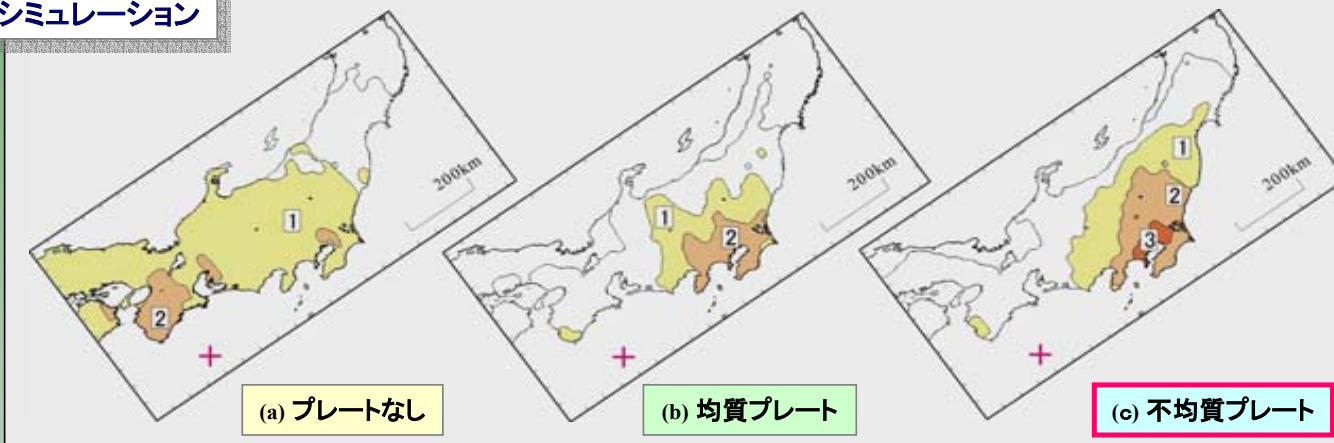 シミュレーション
200km
1
2
(a) プレートなし
200km
1
2
(b) 均質プレート
200km
1
2
3
(c) 不均質プレート